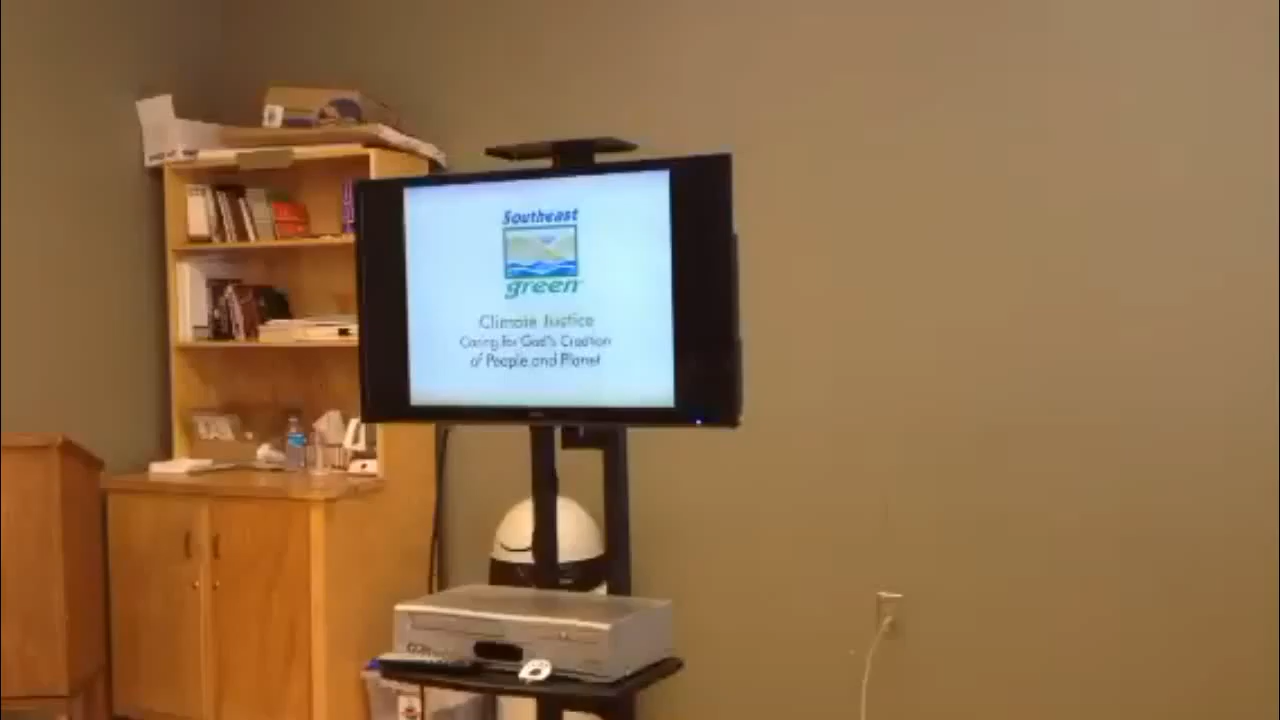 Southeast
green
Climate Justice
Caring for God's Creation
of People and Planet